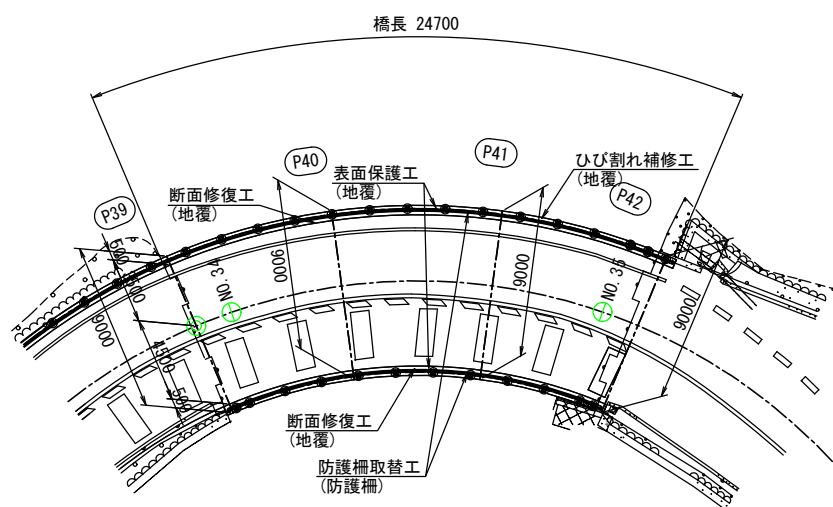 橋長 24700
P41
P40
ひび割れ補修工
(地覆)
表面保護工
(地覆)
断面修復工
(地覆)
P42
P39
500
NO.34
9000
9000
NO.35
9000
9000
4500
500
断面修復工
(地覆)
防護柵取替工
(防護柵)